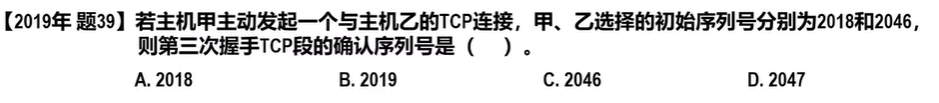 【2019年 题39】若主机甲主动发起一个与主机乙的TCP连接，甲、乙选择的初始序列号分别为2018和2046，
则第三次握手TCP段的确认序列号是（ ）。
A. 2018 B. 2019 C. 2046 D. 2047